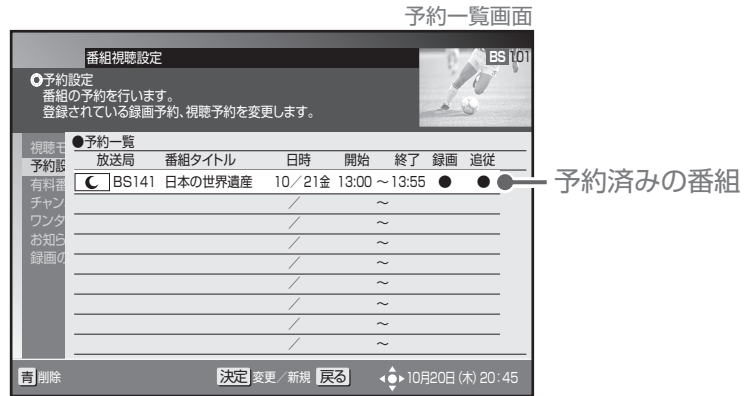 予約一覧画面
番組視聴設定
BS 101
予約設定
番組の予約を行います。
登録されている録画予約、視聴予約を変更します。
視聴モ
予約設
有料番
チャン
ワンタ
お知ら
録画の
●予約一覧
放送局 番組タイトル 日時 開始 終了 録画 追従
BS141 日本の世界遺産 10/21金 13:00 ~13:55 ● ●
/ ~
/ ~
/ ~
/ ~
/ ~
/ ~
/ ~
予約済みの番組
青 削除 決定 変更/新規 戻る 10月20日(木)20:45